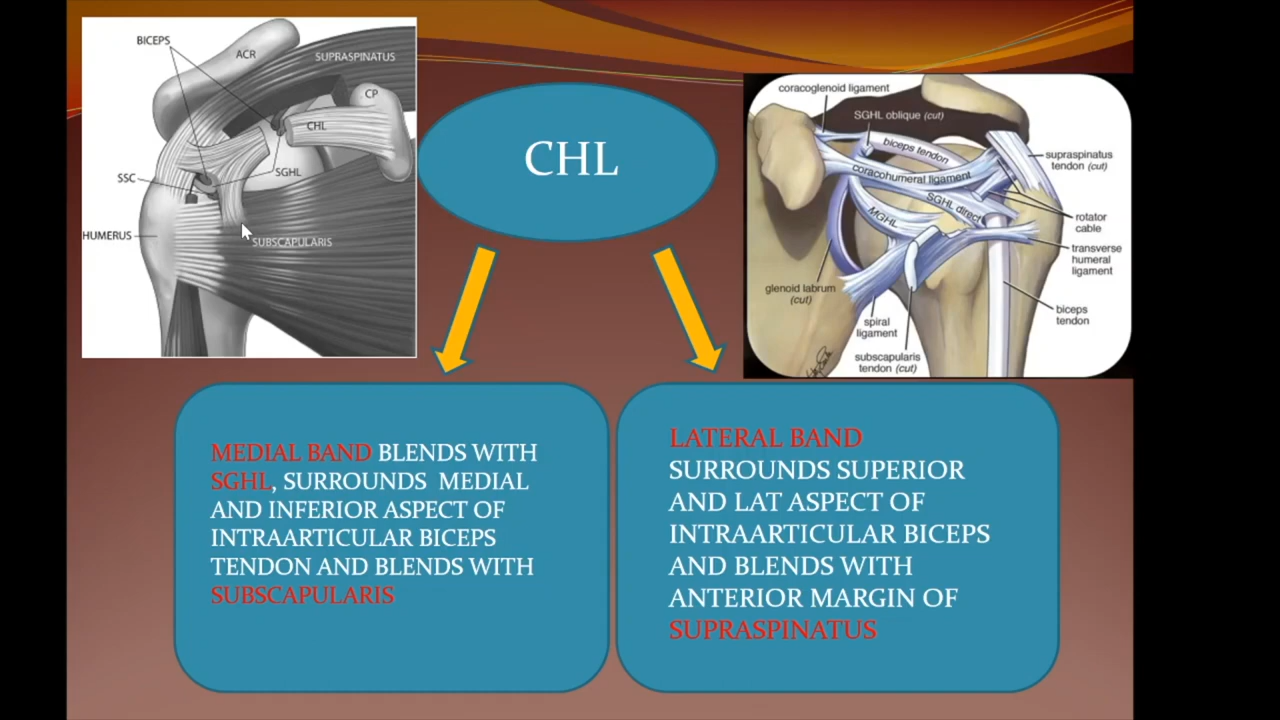 BICEPS
ACR
SUPRASPINATUS
CP
CHL
SSC
SGHL
HUMERUS
SUBSCAPULARIS
CHL
coracoglenoid ligament
SGHL oblique (cut)
biceps tendon
supraspinatus
tendon (cut)
coracohumeral ligament
SGHL direct
MGHL
rotator
cable
transverse
humeral
ligament
glenoid labrum
(cut)
biceps
tendon
spiral
ligament
subscapularis
tendon (cut)
MEDIAL BAND BLENDS WITH
SGHL, SURROUNDS MEDIAL
AND INFERIOR ASPECT OF
INTRAARTICULAR BICEPS
TENDON AND BLENDS WITH
SUBSCAPULARIS
LATERAL BAND
SURROUNDS SUPERIOR
AND LAT ASPECT OF
INTRAARTICULAR BICEPS
AND BLENDS WITH
ANTERIOR MARGIN OF
SUPRASPINATUS